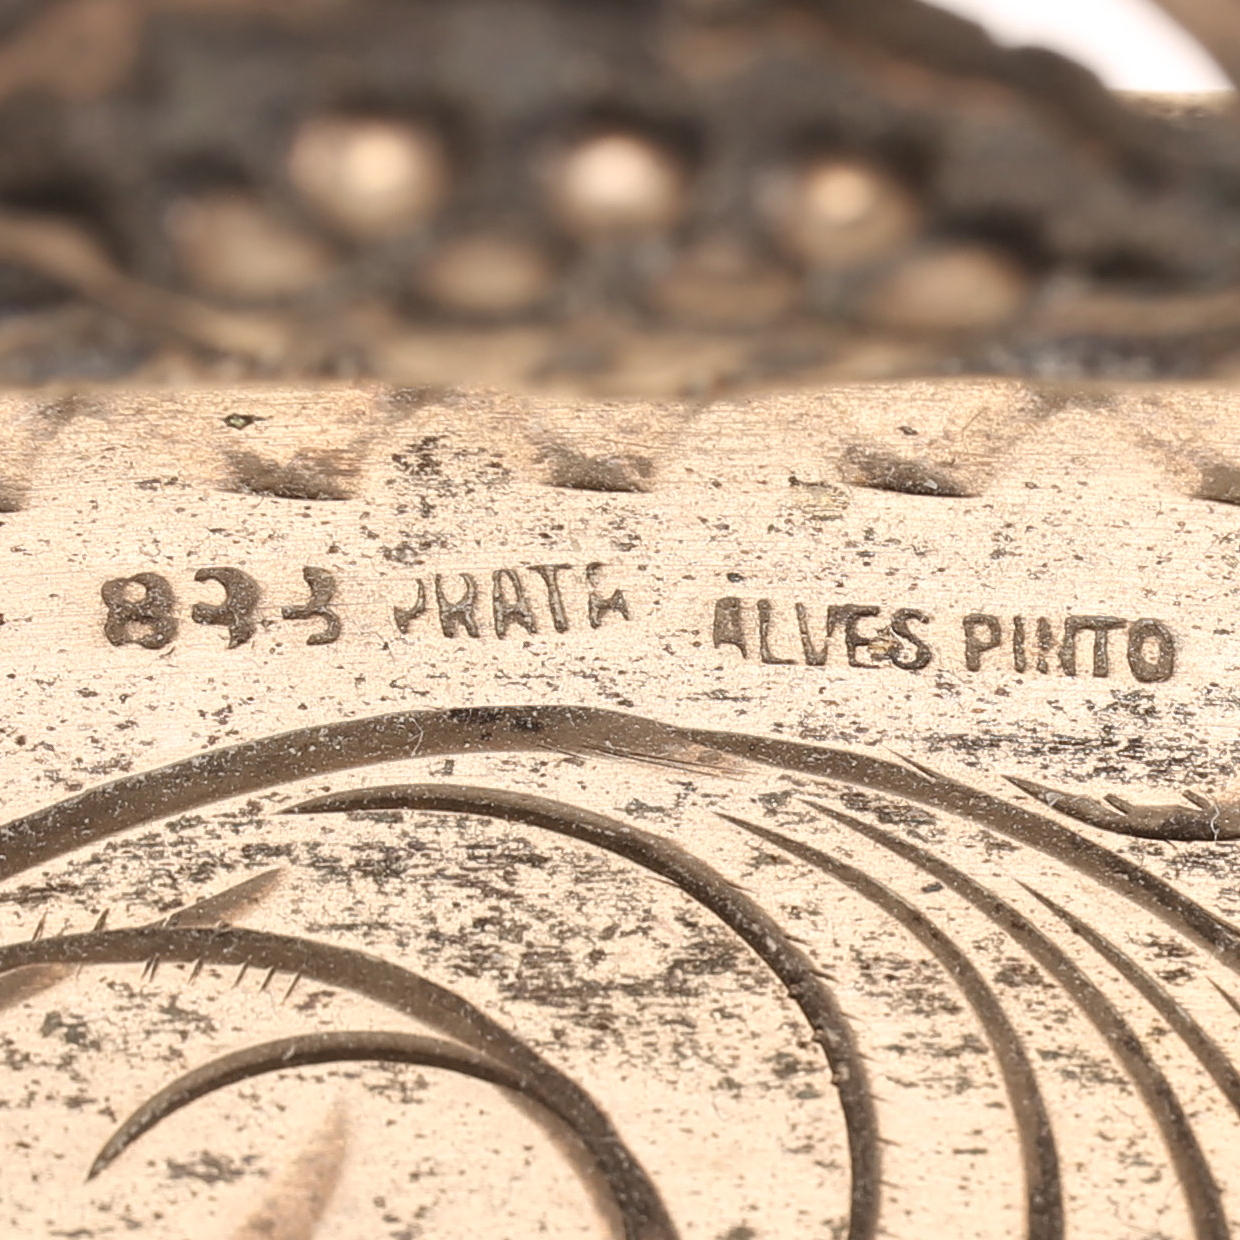 833 PRATA ALVES PINTO